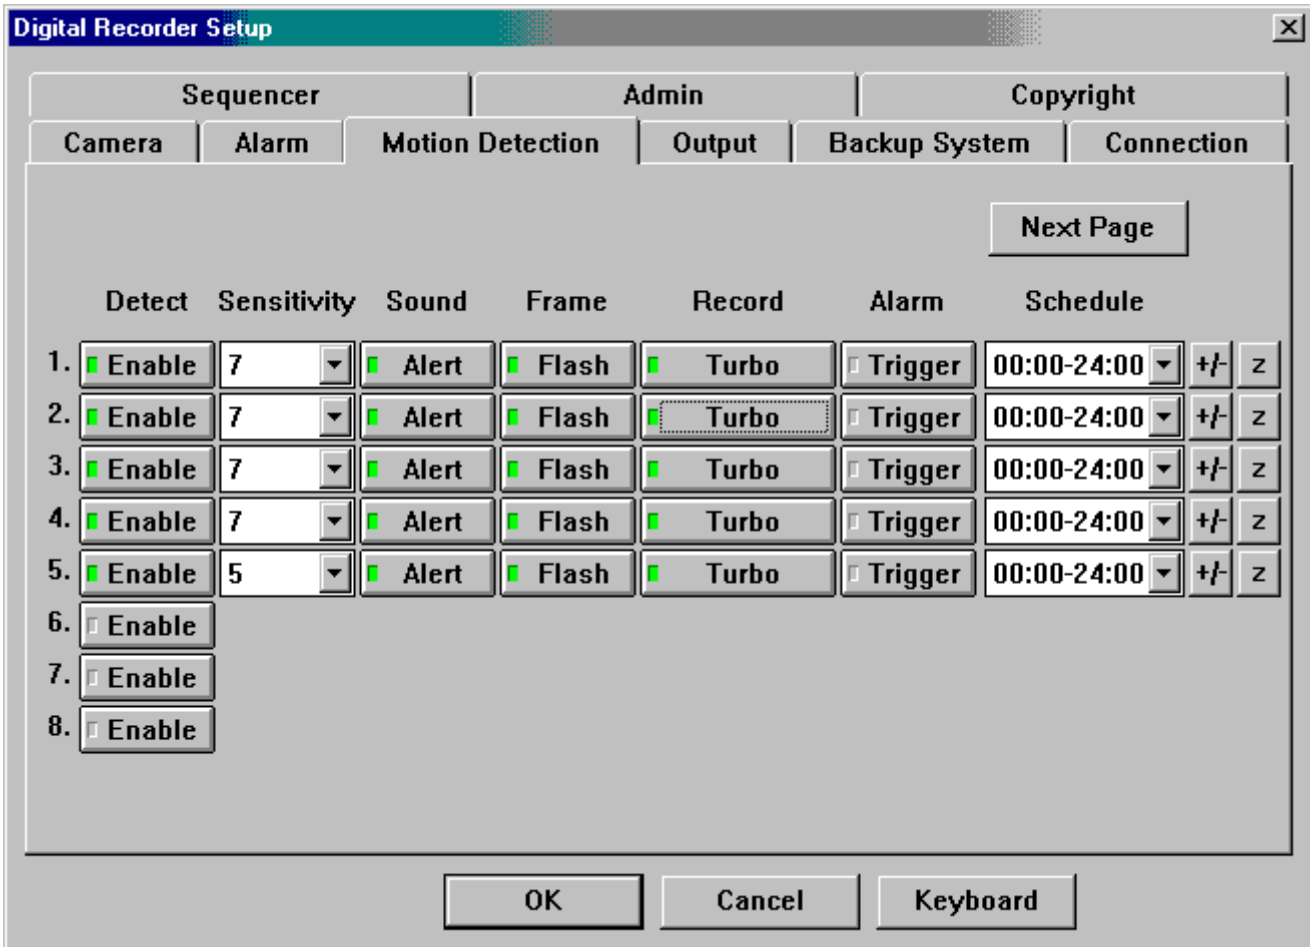 Digital Recorder Setup
Sequencer Admin Copyright
Camera Alarm Motion Detection Output Backup System Connection
Next Page
Detect Sensitivity Sound Frame Record Alarm Schedule
1. Enable 7 Alert Flash Turbo Trigger 00:00-24:00 +/- z
2. Enable 7 Alert Flash Turbo Trigger 00:00-24:00 +/- z
3. Enable 7 Alert Flash Turbo Trigger 00:00-24:00 +/- z
4. Enable 7 Alert Flash Turbo Trigger 00:00-24:00 +/- z
5. Enable 5 Alert Flash Turbo Trigger 00:00-24:00 +/- z
6. Enable
7. Enable
8. Enable
OK Cancel Keyboard